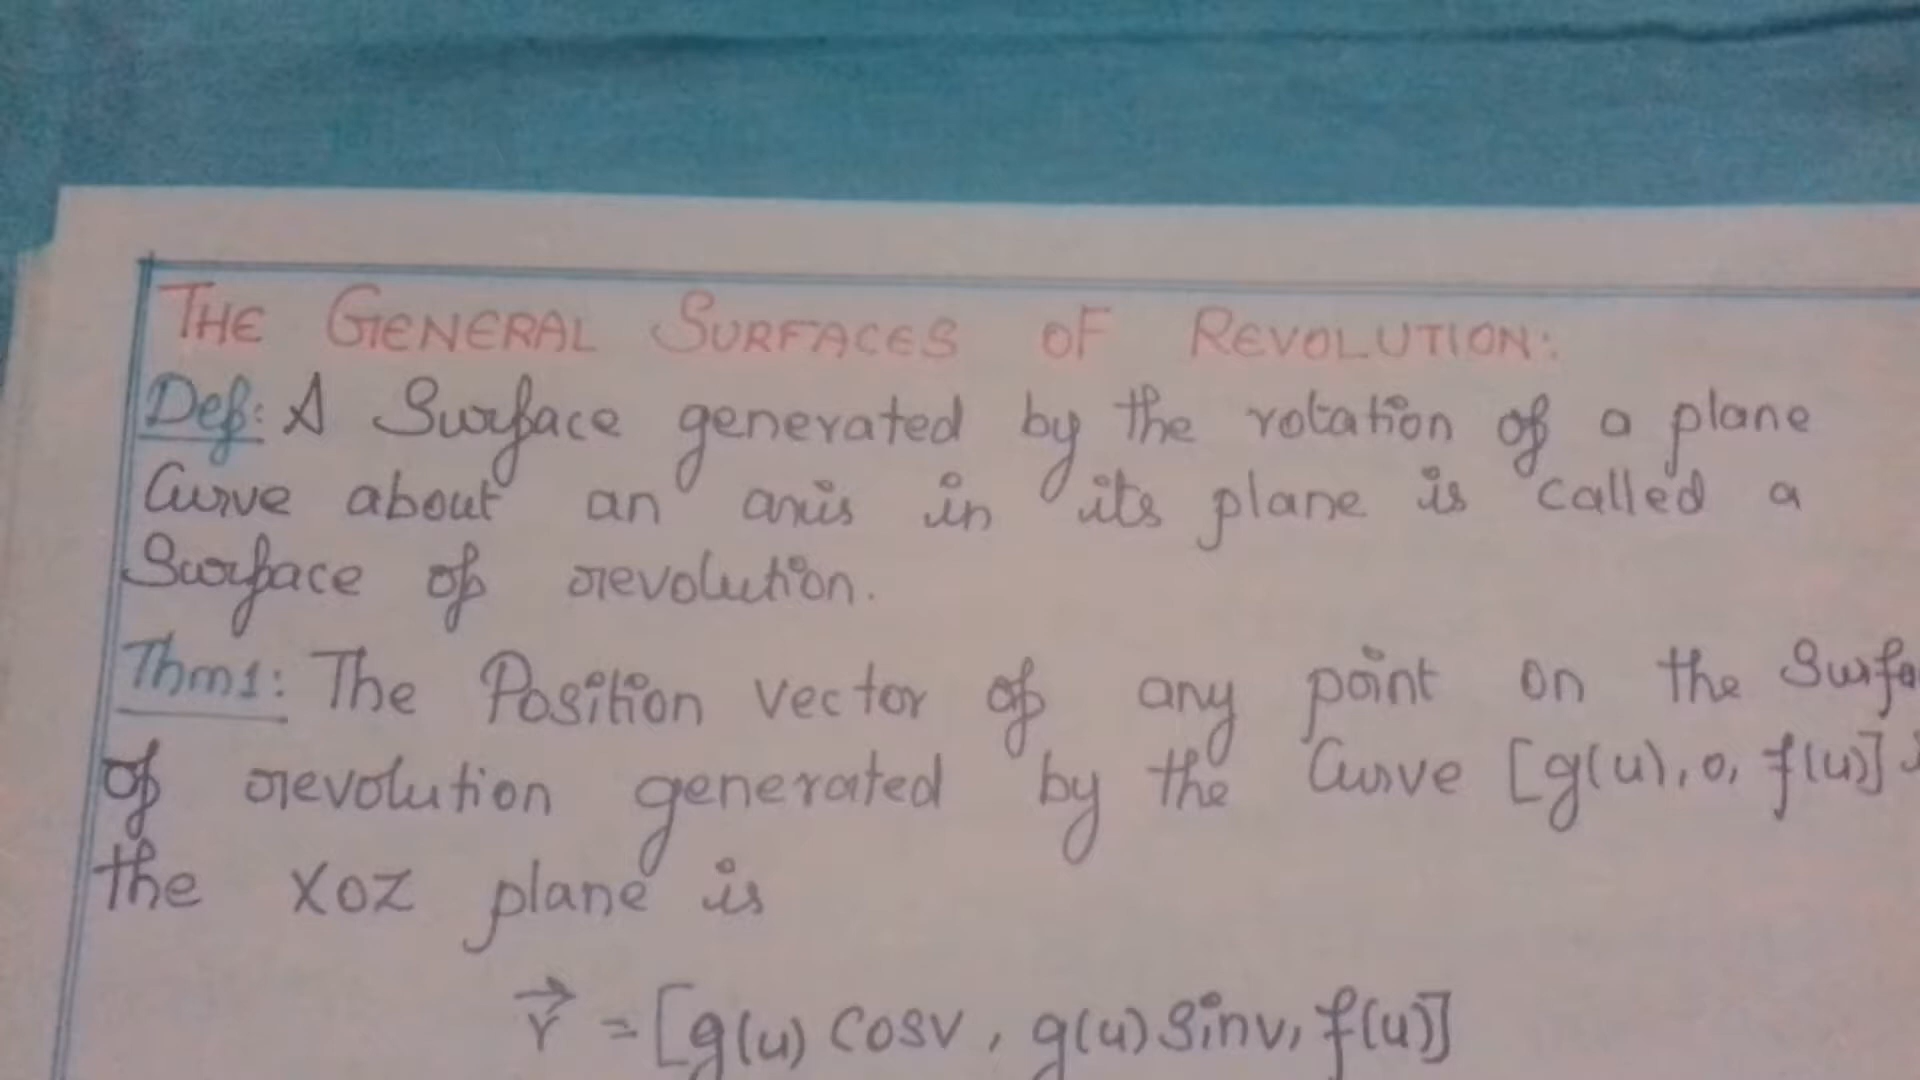 THE GENERAL SURFACES OF REVOLUTION:
Def: A Surface generated by the rotation of a plane
Curve about an axis in its plane is called a
Surface of revolution.
Thm1: The Position vector of any point on the Surfa
of revolution generated by the Curve [g(u), 0, f(u)]
the XOZ plane is
r⃗ = [g(u) cosv, g(u) sinv, f(u)]